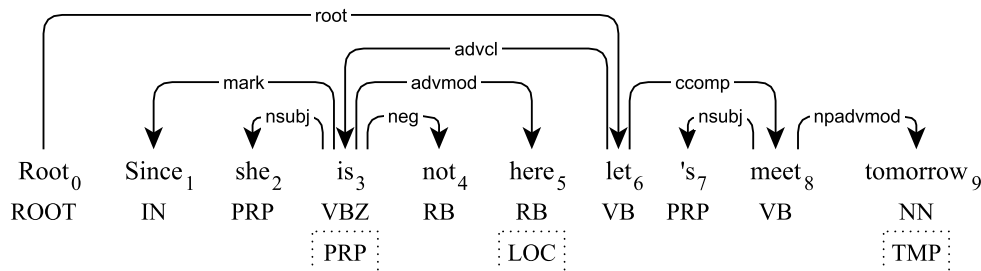 root
advcl
mark advmod ccomp
nsubj neg nsubj npadvmod
Root0 Since1 she2 is3 not4 here5 let6 's7 meet8 tomorrow9
ROOT IN PRP VBZ RB RB VB PRP VB NN
PRP LOC TMP